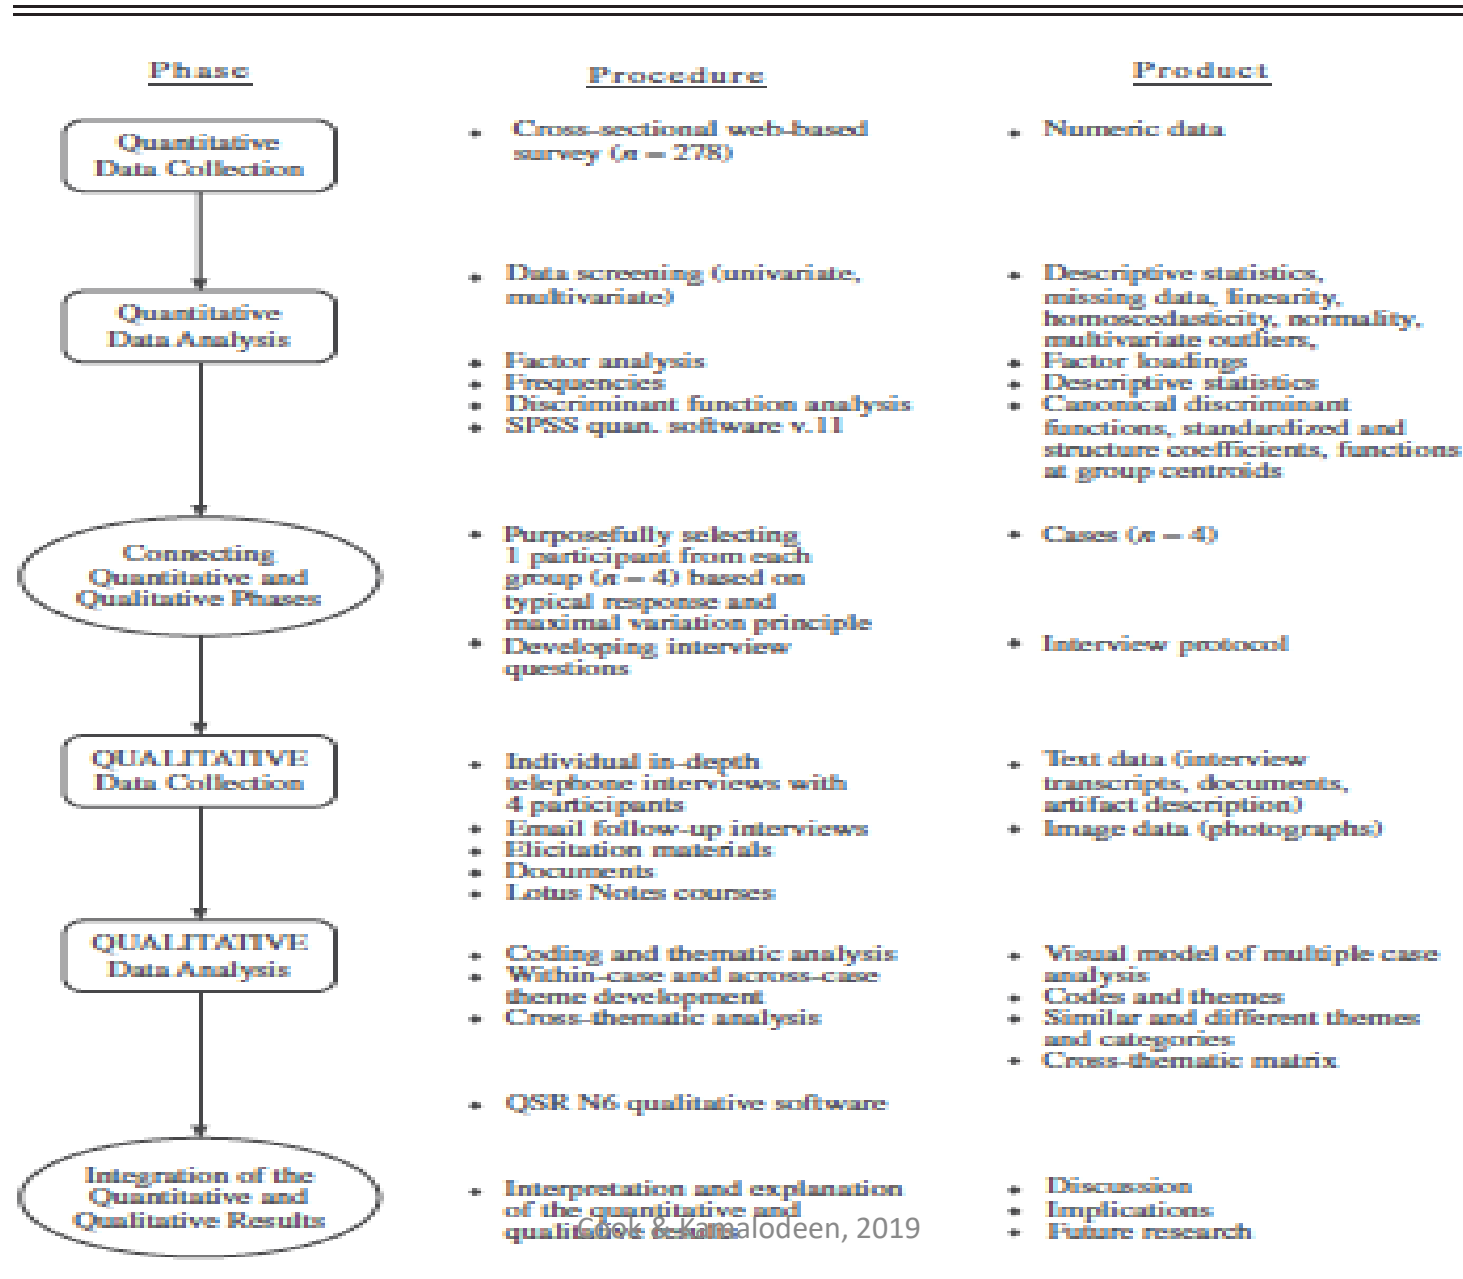 Phase
Procedure
Product
Quantitative
Data Collection
• Cross-sectional web-based
survey (n = 278)
• Numeric data
Quantitative
Data Analysis
• Data screening (univariate,
multivariate)
• Factor analysis
• Frequencies
• Discriminant function analysis
• SPSS quan. software v.11
• Descriptive statistics,
missing data, linearity,
homoscedasticity, normality,
multivariate outliers,
• Factor loadings
• Descriptive statistics
• Canonical discriminant
functions, standardized and
structure coefficients, functions
at group centroids
Connecting
Quantitative and
Qualitative Phases
• Purposefully selecting
1 participant from each
group (n = 4) based on
typical response and
maximal variation principle
• Developing interview
questions
• Cases (n = 4)
• Interview protocol
QUALITATIVE
Data Collection
• Individual in-depth
telephone interviews with
4 participants
• Email follow-up interviews
• Elicitation materials
• Documents
• Lotus Notes courses
• Text data (interview
transcripts, documents,
artifact description)
• Image data (photographs)
QUALITATIVE
Data Analysis
• Coding and thematic analysis
• Within-case and across-case
theme development
• Cross-thematic analysis
• QSR N6 qualitative software
• Visual model of multiple case
analysis
• Codes and themes
• Similar and different themes
and categories
• Cross-thematic matrix
Integration of the
Quantitative and
Qualitative Results
• Interpretation and explanation
of the quantitative and
qualitative results
• Discussion
• Implications
• Future research
Cook & Kamalodeen, 2019